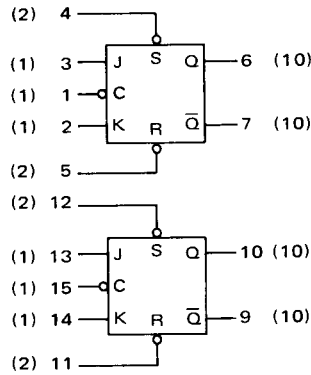 (2) 4
S
(1) 3 J Q 6 (10)
(1) 1 C
(1) 2 K R Q̅ 7 (10)
(2) 5
(2) 12
S
(1) 13 J Q 10 (10)
(1) 15 C
(1) 14 K R Q̅ 9 (10)
(2) 11